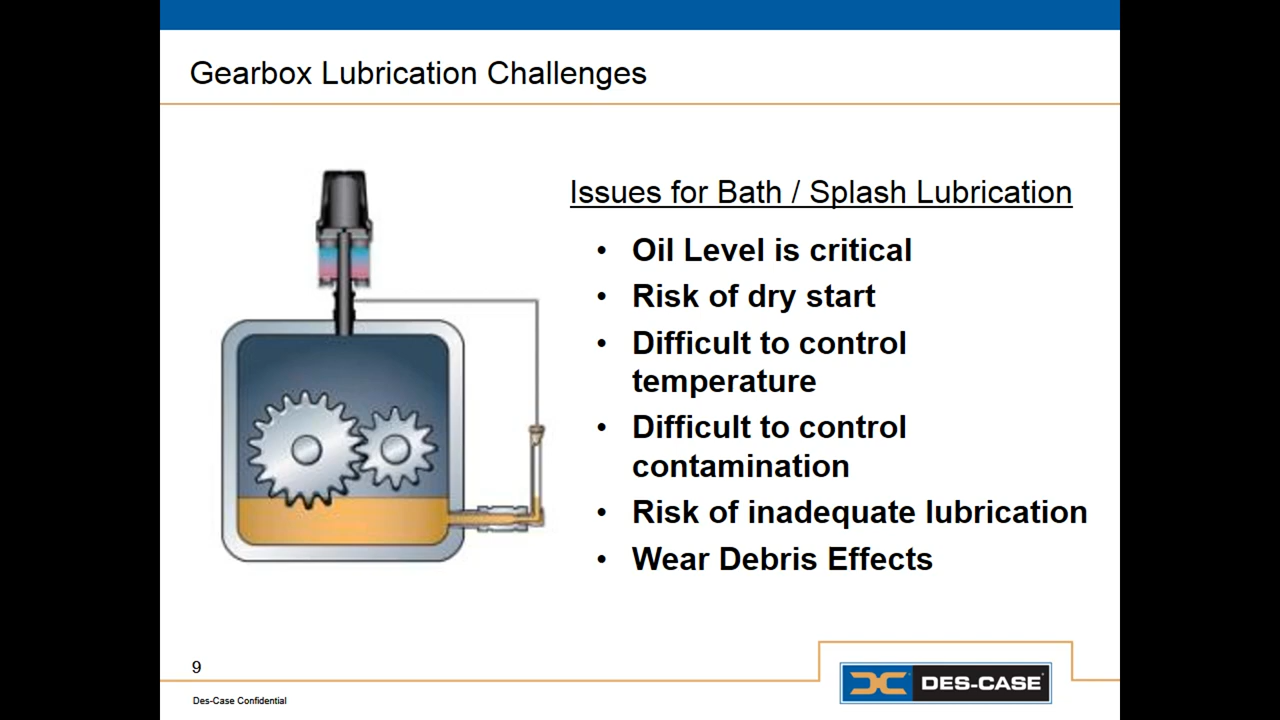 Gearbox Lubrication Challenges
Issues for Bath / Splash Lubrication
• Oil Level is critical
• Risk of dry start
• Difficult to control
temperature
• Difficult to control
contamination
• Risk of inadequate lubrication
• Wear Debris Effects
9
Des-Case Confidential
DES-CASE